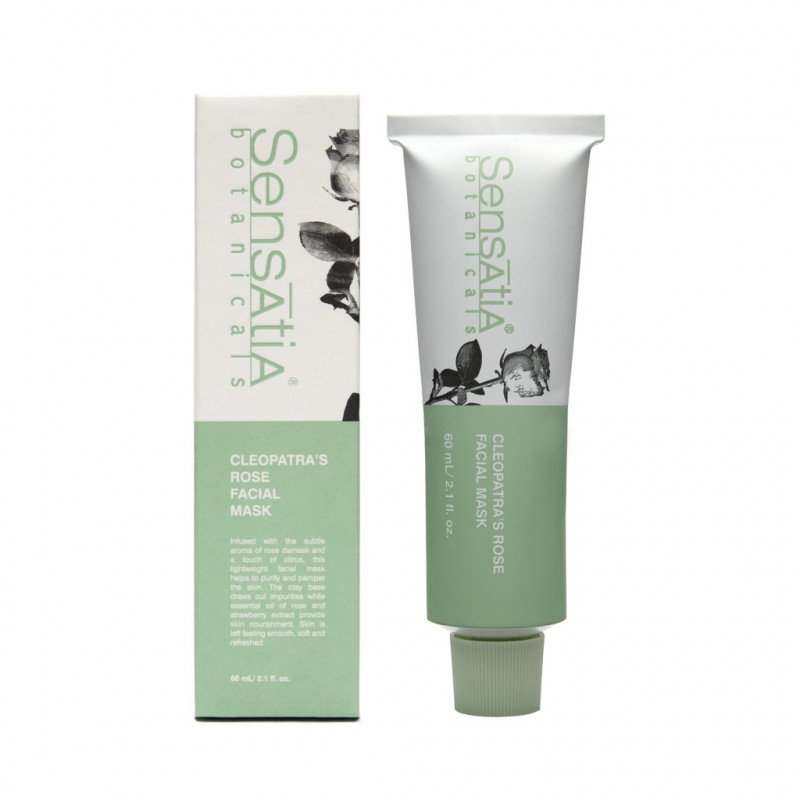 SensAtiA®
botanicals
CLEOPATRA'S
ROSE
FACIAL
MASK
Infused with the subtle
aroma of rose damask and
a touch of citrus, this
lightweight facial mask
helps to purify and pamper
the skin. The clay base
draws out impurities while
essential oil of rose and
strawberry extract provide
skin nourishment. Skin is
left feeling smooth, soft and
refreshed.
60 mL/ 2.1 fl. oz.
SensAtiA®
botanicals
CLEOPATRA'S ROSE
FACIAL MASK
60 mL/ 2.1 fl. oz.